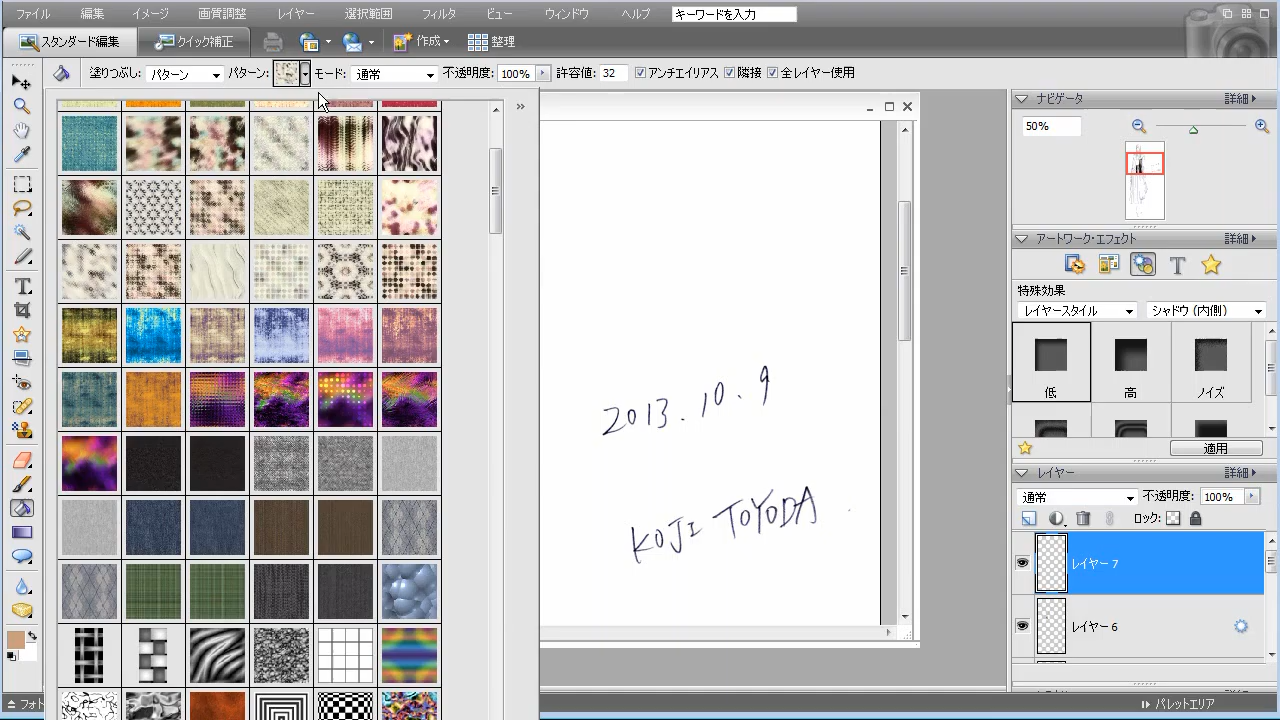 ファイル 編集 イメージ 画質調整 レイヤー 選択範囲 フィルタ ビュー ウィンドウ ヘルプ キーワードを入力
スタンダード編集 クイック補正 作成 整理
塗りつぶし: パターン パターン: モード: 通常 不透明度: 100% 許容値: 32 アンチエイリアス 隣接 全レイヤー使用
ナビゲータ 詳細
50%
アートワーク・エフェクト 詳細
特殊効果
レイヤースタイル シャドウ (内側)
低 高 ノイズ
適用
レイヤー 詳細
通常 不透明度: 100%
ロック:
レイヤー 7
レイヤー 6
2013.10.9
KOJI TOYODA
パレットエリア